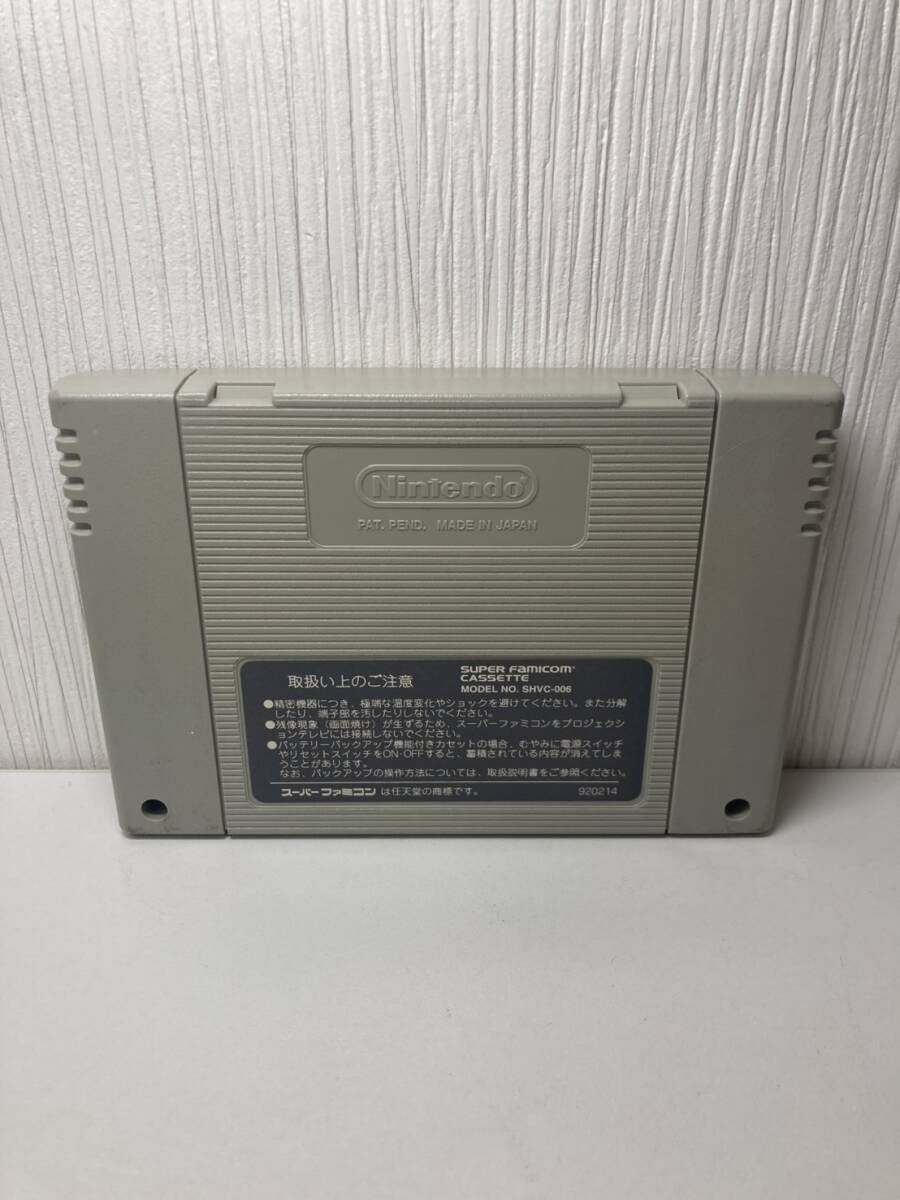 Nintendo
PAT. PEND. MADE IN JAPAN
取扱い上のご注意
SUPER FAMICOM
CASSETTE
MODEL NO. SHVC-006
●精密機器につき、極端な温度変化やショックを避けてください。また分解
したり、端子部を汚したりしないでください。
●残像現象（画面焼け）が生ずるため、スーパーファミコンをプロジェクシ
ョンテレビには接続しないでください。
●バッテリーバックアップ機能付きカセットの場合、むやみに電源スイッチ
やリセットスイッチをON・OFFすると、蓄積されている内容が消えてしま
うことがあります。
なお、バックアップの操作方法については、取扱説明書をご参照ください。
スーパーファミコン は任天堂の商標です。
920214